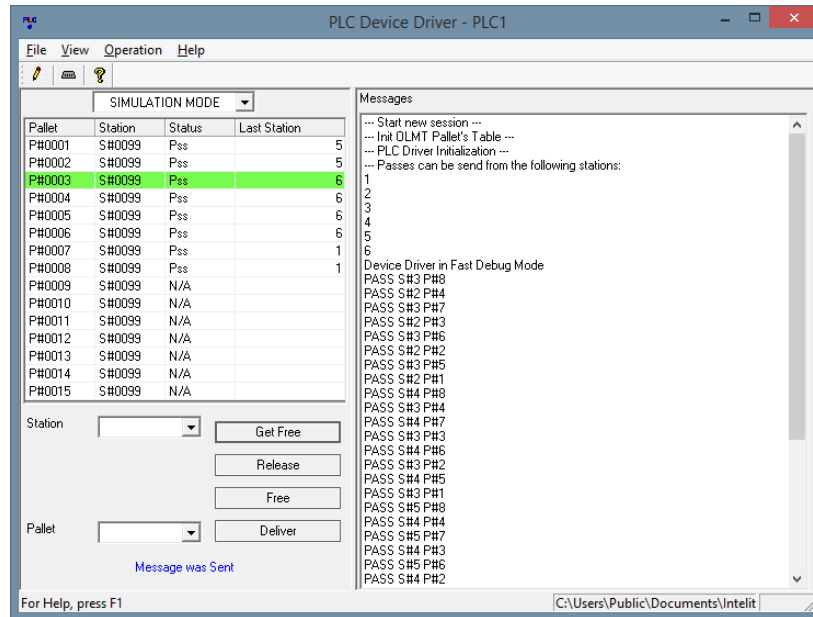 PLC Device Driver - PLC1
File View Operation Help
SIMULATION MODE
Pallet Station Status Last Station
P#0001 S#0099 Pss 5
P#0002 S#0099 Pss 5
P#0003 S#0099 Pss 6
P#0004 S#0099 Pss 6
P#0005 S#0099 Pss 6
P#0006 S#0099 Pss 6
P#0007 S#0099 Pss 1
P#0008 S#0099 Pss 1
P#0009 S#0099 N/A
P#0010 S#0099 N/A
P#0011 S#0099 N/A
P#0012 S#0099 N/A
P#0013 S#0099 N/A
P#0014 S#0099 N/A
P#0015 S#0099 N/A
Station
Get Free
Release
Free
Pallet
Deliver
Message was Sent
Messages
--- Start new session ---
--- Init OLMT Pallet's Table ---
--- PLC Driver Initialization ---
--- Passes can be send from the following stations:
1
2
3
4
5
6
Device Driver in Fast Debug Mode
PASS S#3 P#8
PASS S#2 P#4
PASS S#3 P#7
PASS S#2 P#3
PASS S#3 P#6
PASS S#2 P#2
PASS S#3 P#5
PASS S#2 P#1
PASS S#4 P#8
PASS S#3 P#4
PASS S#4 P#7
PASS S#3 P#3
PASS S#4 P#6
PASS S#3 P#2
PASS S#4 P#5
PASS S#3 P#1
PASS S#5 P#8
PASS S#4 P#4
PASS S#5 P#7
PASS S#4 P#3
PASS S#5 P#6
PASS S#4 P#2
For Help, press F1
C:\Users\Public\Documents\Intelit